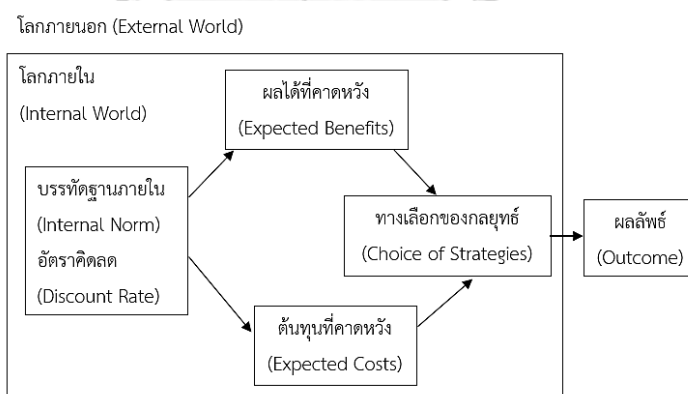 โลกภายนอก (External World)
โลกภายใน
(Internal World)
ผลได้ที่คาดหวัง
(Expected Benefits)
บรรทัดฐานภายใน
(Internal Norm)
อัตราคิดลด
(Discount Rate)
ทางเลือกของกลยุทธ์
(Choice of Strategies)
ผลลัพธ์
(Outcome)
ต้นทุนที่คาดหวัง
(Expected Costs)